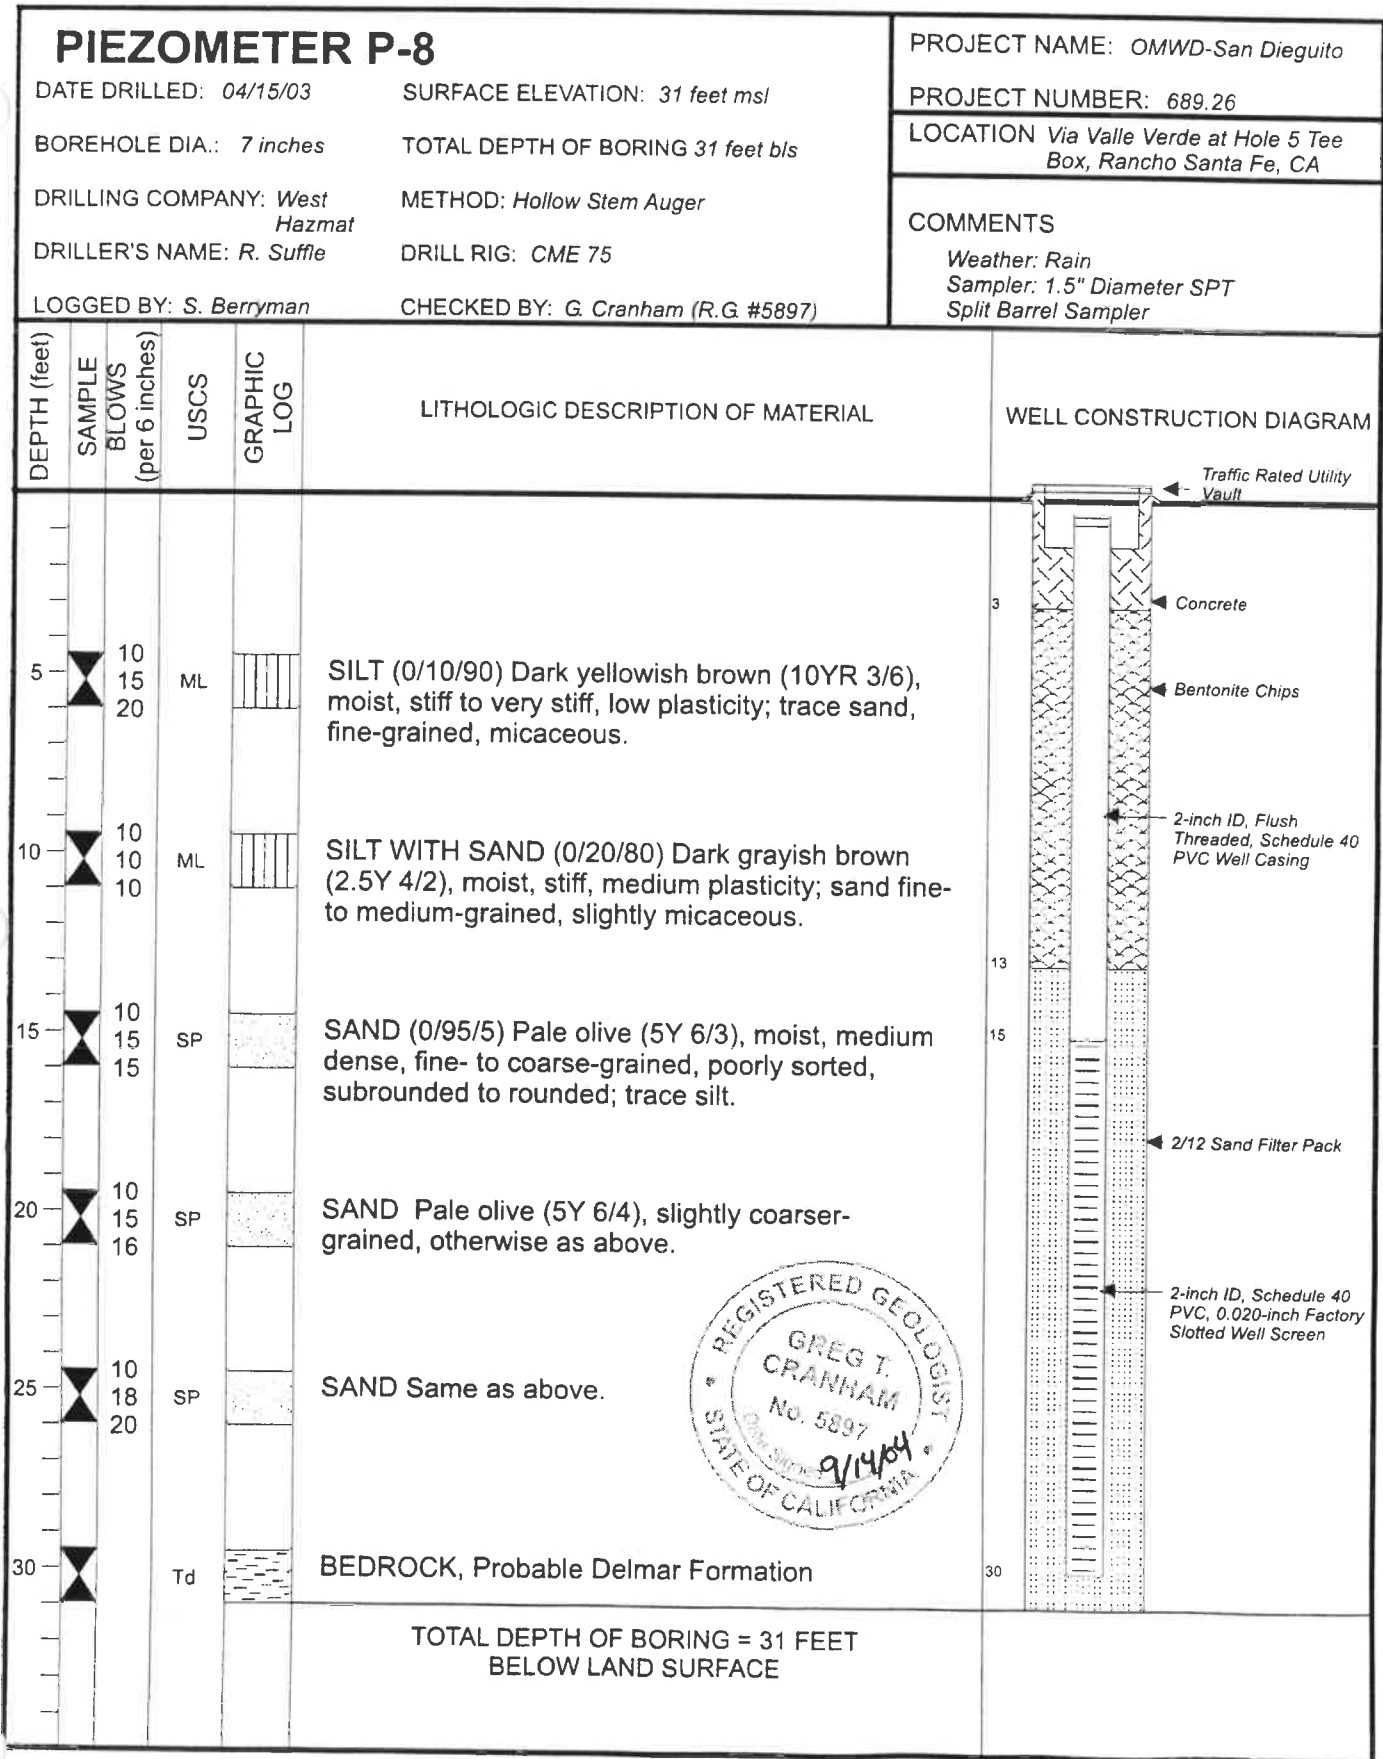 PIEZOMETER P-8
DATE DRILLED: 04/15/03
SURFACE ELEVATION: 31 feet msl
BOREHOLE DIA.: 7 inches
TOTAL DEPTH OF BORING 31 feet bls
DRILLING COMPANY: West
Hazmat
METHOD: Hollow Stem Auger
DRILLER'S NAME: R. Suffle
DRILL RIG: CME 75
LOGGED BY: S. Berryman
CHECKED BY: G. Cranham (R.G. #5897)
PROJECT NAME: OMWD-San Dieguito
PROJECT NUMBER: 689.26
LOCATION Via Valle Verde at Hole 5 Tee
Box, Rancho Santa Fe, CA
COMMENTS
Weather: Rain
Sampler: 1.5" Diameter SPT
Split Barrel Sampler
DEPTH (feet)
SAMPLE
BLOWS
(per 6 inches)
USCS
GRAPHIC
LOG
LITHOLOGIC DESCRIPTION OF MATERIAL
WELL CONSTRUCTION DIAGRAM
Traffic Rated Utility
Vault
3
Concrete
5
10
15
20
ML
SILT (0/10/90) Dark yellowish brown (10YR 3/6),
moist, stiff to very stiff, low plasticity; trace sand,
fine-grained, micaceous.
Bentonite Chips
2-inch ID, Flush
Threaded, Schedule 40
PVC Well Casing
10
10
10
10
ML
SILT WITH SAND (0/20/80) Dark grayish brown
(2.5Y 4/2), moist, stiff, medium plasticity; sand fine-
to medium-grained, slightly micaceous.
13
15
10
15
15
SP
SAND (0/95/5) Pale olive (5Y 6/3), moist, medium
dense, fine- to coarse-grained, poorly sorted,
subrounded to rounded; trace silt.
15
2/12 Sand Filter Pack
20
10
15
16
SP
SAND Pale olive (5Y 6/4), slightly coarser-
grained, otherwise as above.
2-inch ID, Schedule 40
PVC, 0.020-inch Factory
Slotted Well Screen
25
10
18
20
SP
SAND Same as above.
REGISTERED GEOLOGIST
GREG T.
CRANHAM
No. 5897
9/14/04
STATE OF CALIFORNIA
30
Td
BEDROCK, Probable Delmar Formation
30
TOTAL DEPTH OF BORING = 31 FEET
BELOW LAND SURFACE